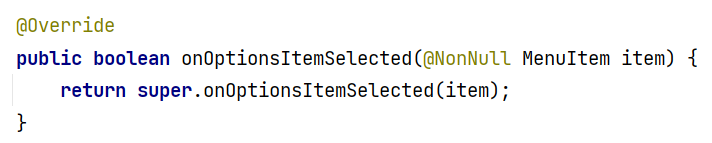 @Override
public boolean onOptionsItemSelected(@NonNull MenuItem item) {
    return super.onOptionsItemSelected(item);
}